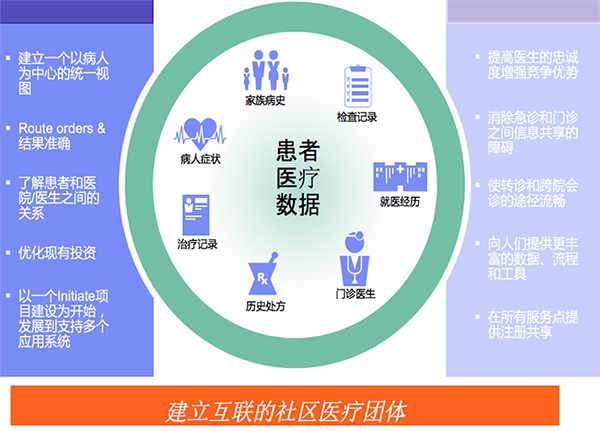 建立一个以病人
为中心的统一视
图
Route orders &
结果准确
了解患者和医
院/医生之间的
关系
优化现有投资
以一个Initiate项
目建设为开始，
发展到支持多个
应用系统
家族病史
检查记录
病人症状
患者
医疗
数据
就医经历
治疗记录
历史处方
门诊医生
提高医生的忠诚
度增强竞争优势
消除急诊和门诊
之间信息共享的
障碍
使转诊和跨院会
诊的途径流畅
向人们提供更丰
富的数据、流程
和工具
在所有服务点提
供注册共享
建立互联的社区医疗团体